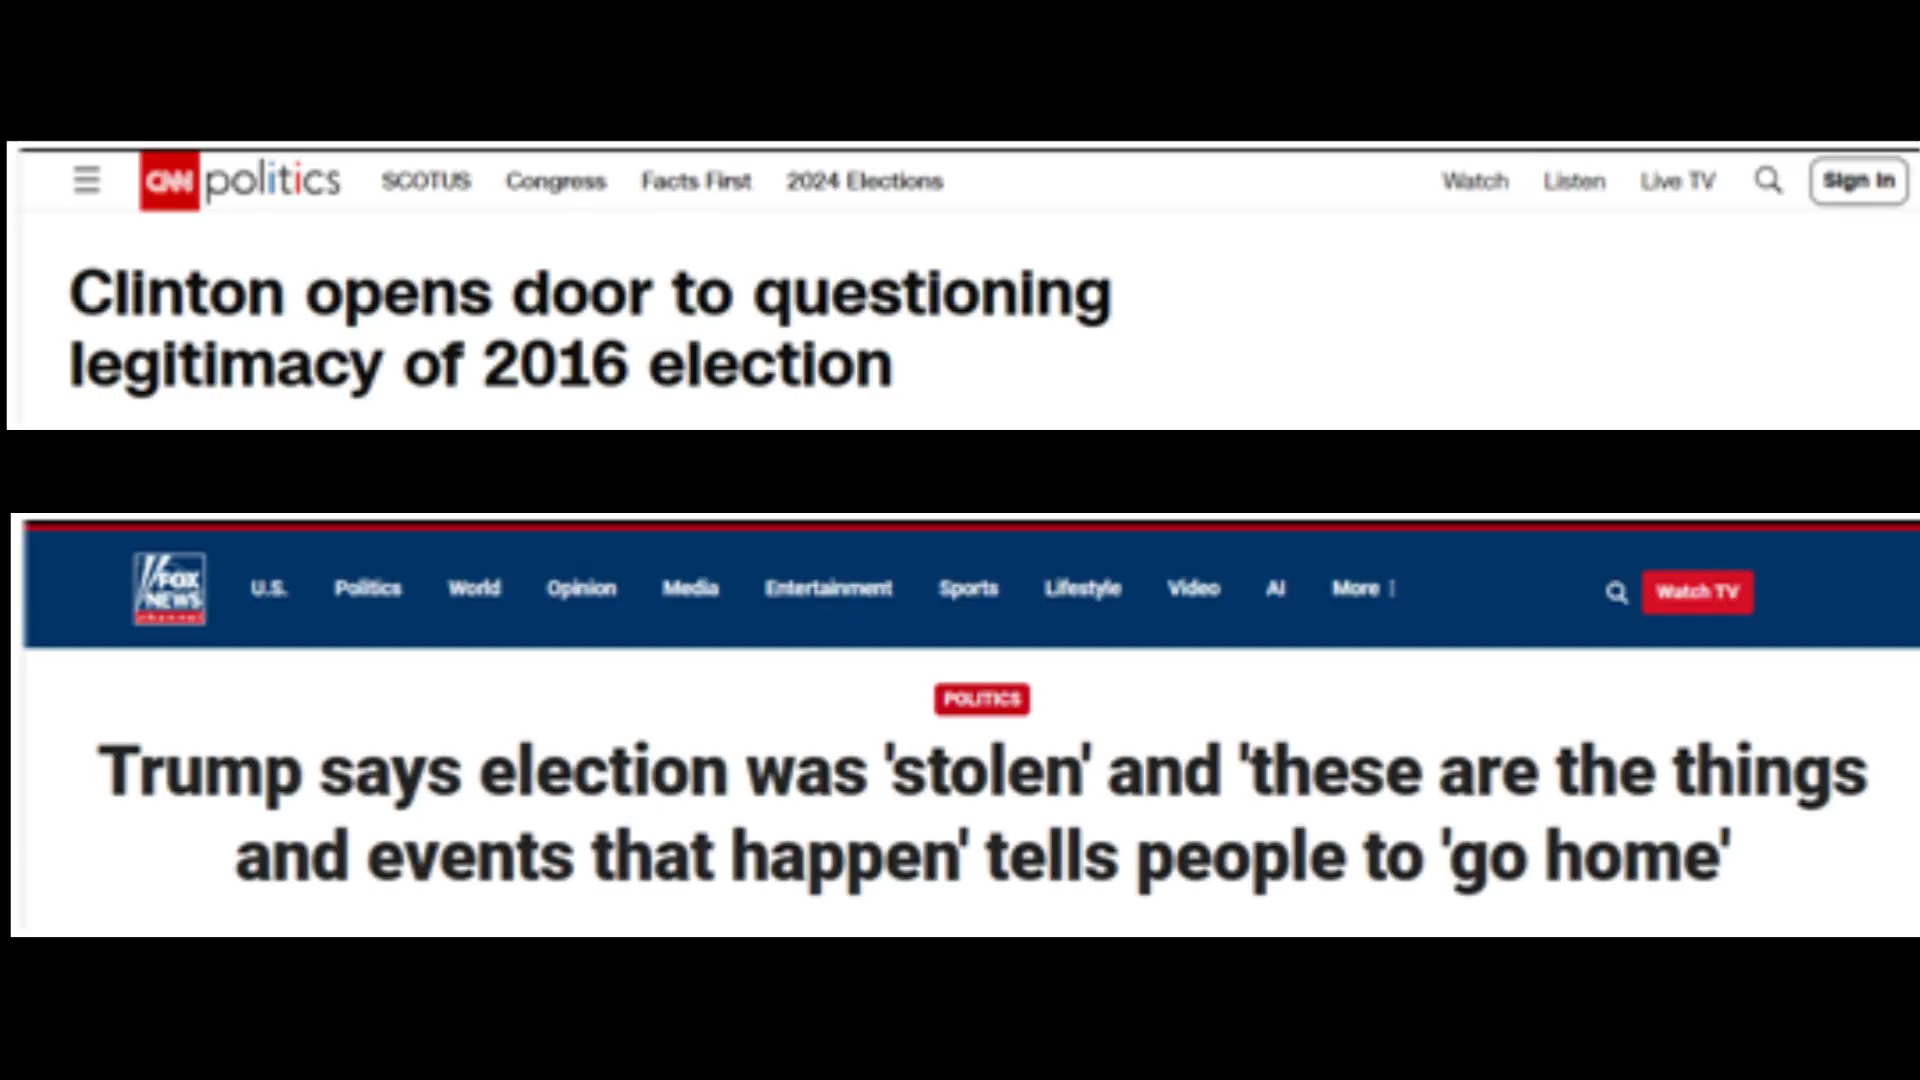 CNN politics SCOTUS Congress Facts First 2024 Elections Watch Listen Live TV Sign In
Clinton opens door to questioning
legitimacy of 2016 election
FOX
NEWS
channel
U.S. Politics World Opinion Media Entertainment Sports Lifestyle Video AI More Watch TV
POLITICS
Trump says election was 'stolen' and 'these are the things
and events that happen' tells people to 'go home'